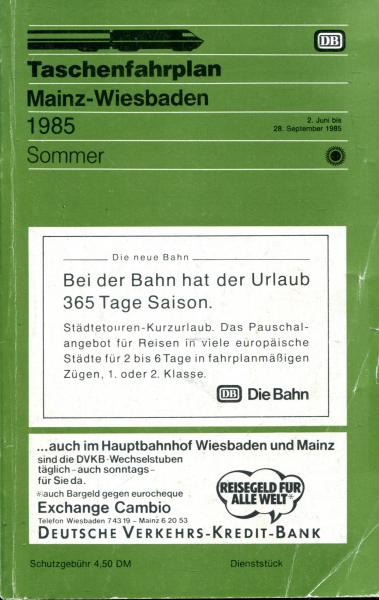 DB
Taschenfahrplan
Mainz-Wiesbaden
1985
2. Juni bis
28. September 1985
Sommer
Die neue Bahn
Bei der Bahn hat der Urlaub
365 Tage Saison.
Städtetouren-Kurzurlaub. Das Pauschal-
angebot für Reisen in viele europäische
Städte für 2 bis 6 Tage in fahrplanmäßigen
Zügen, 1. oder 2. Klasse.
DB Die Bahn
...auch im Hauptbahnhof Wiesbaden und Mainz
sind die DVKB-Wechselstuben
täglich-auch sonntags-
für Sie da.
*auch Bargeld gegen eurocheque
Exchange Cambio
Telefon Wiesbaden 74319 - Mainz 6 20 53
REISEGELD FÜR
ALLE WELT*
DEUTSCHE VERKEHRS-KREDIT-BANK
Schutzgebühr 4,50 DM
Dienststück